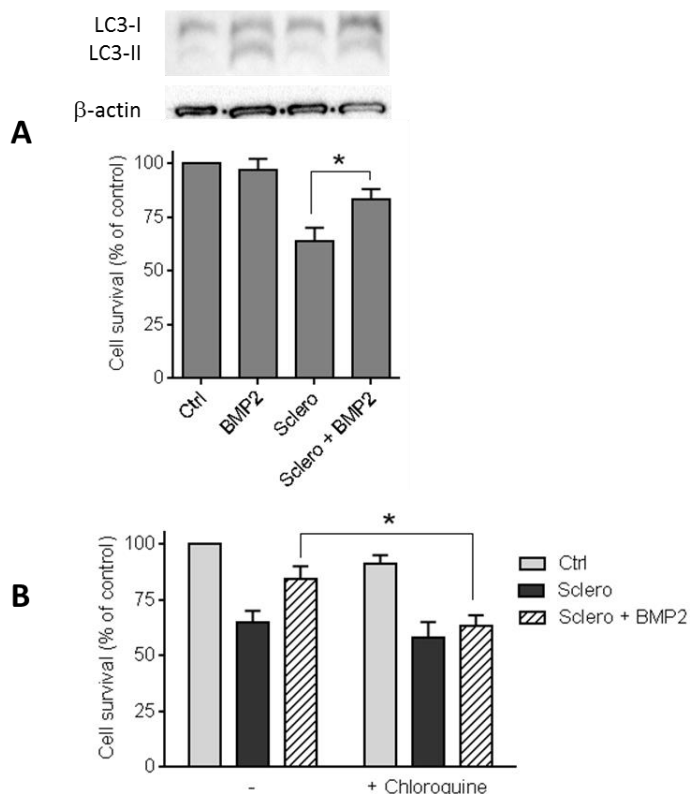 LC3-I
LC3-II
β-actin
A
Cell survival (% of control)
100
75
50
25
0
*
Ctrl
BMP2
Sclero
Sclero + BMP2
B
Cell survival (% of control)
100
75
50
25
0
*
-
+ Chloroquine
Ctrl
Sclero
Sclero + BMP2